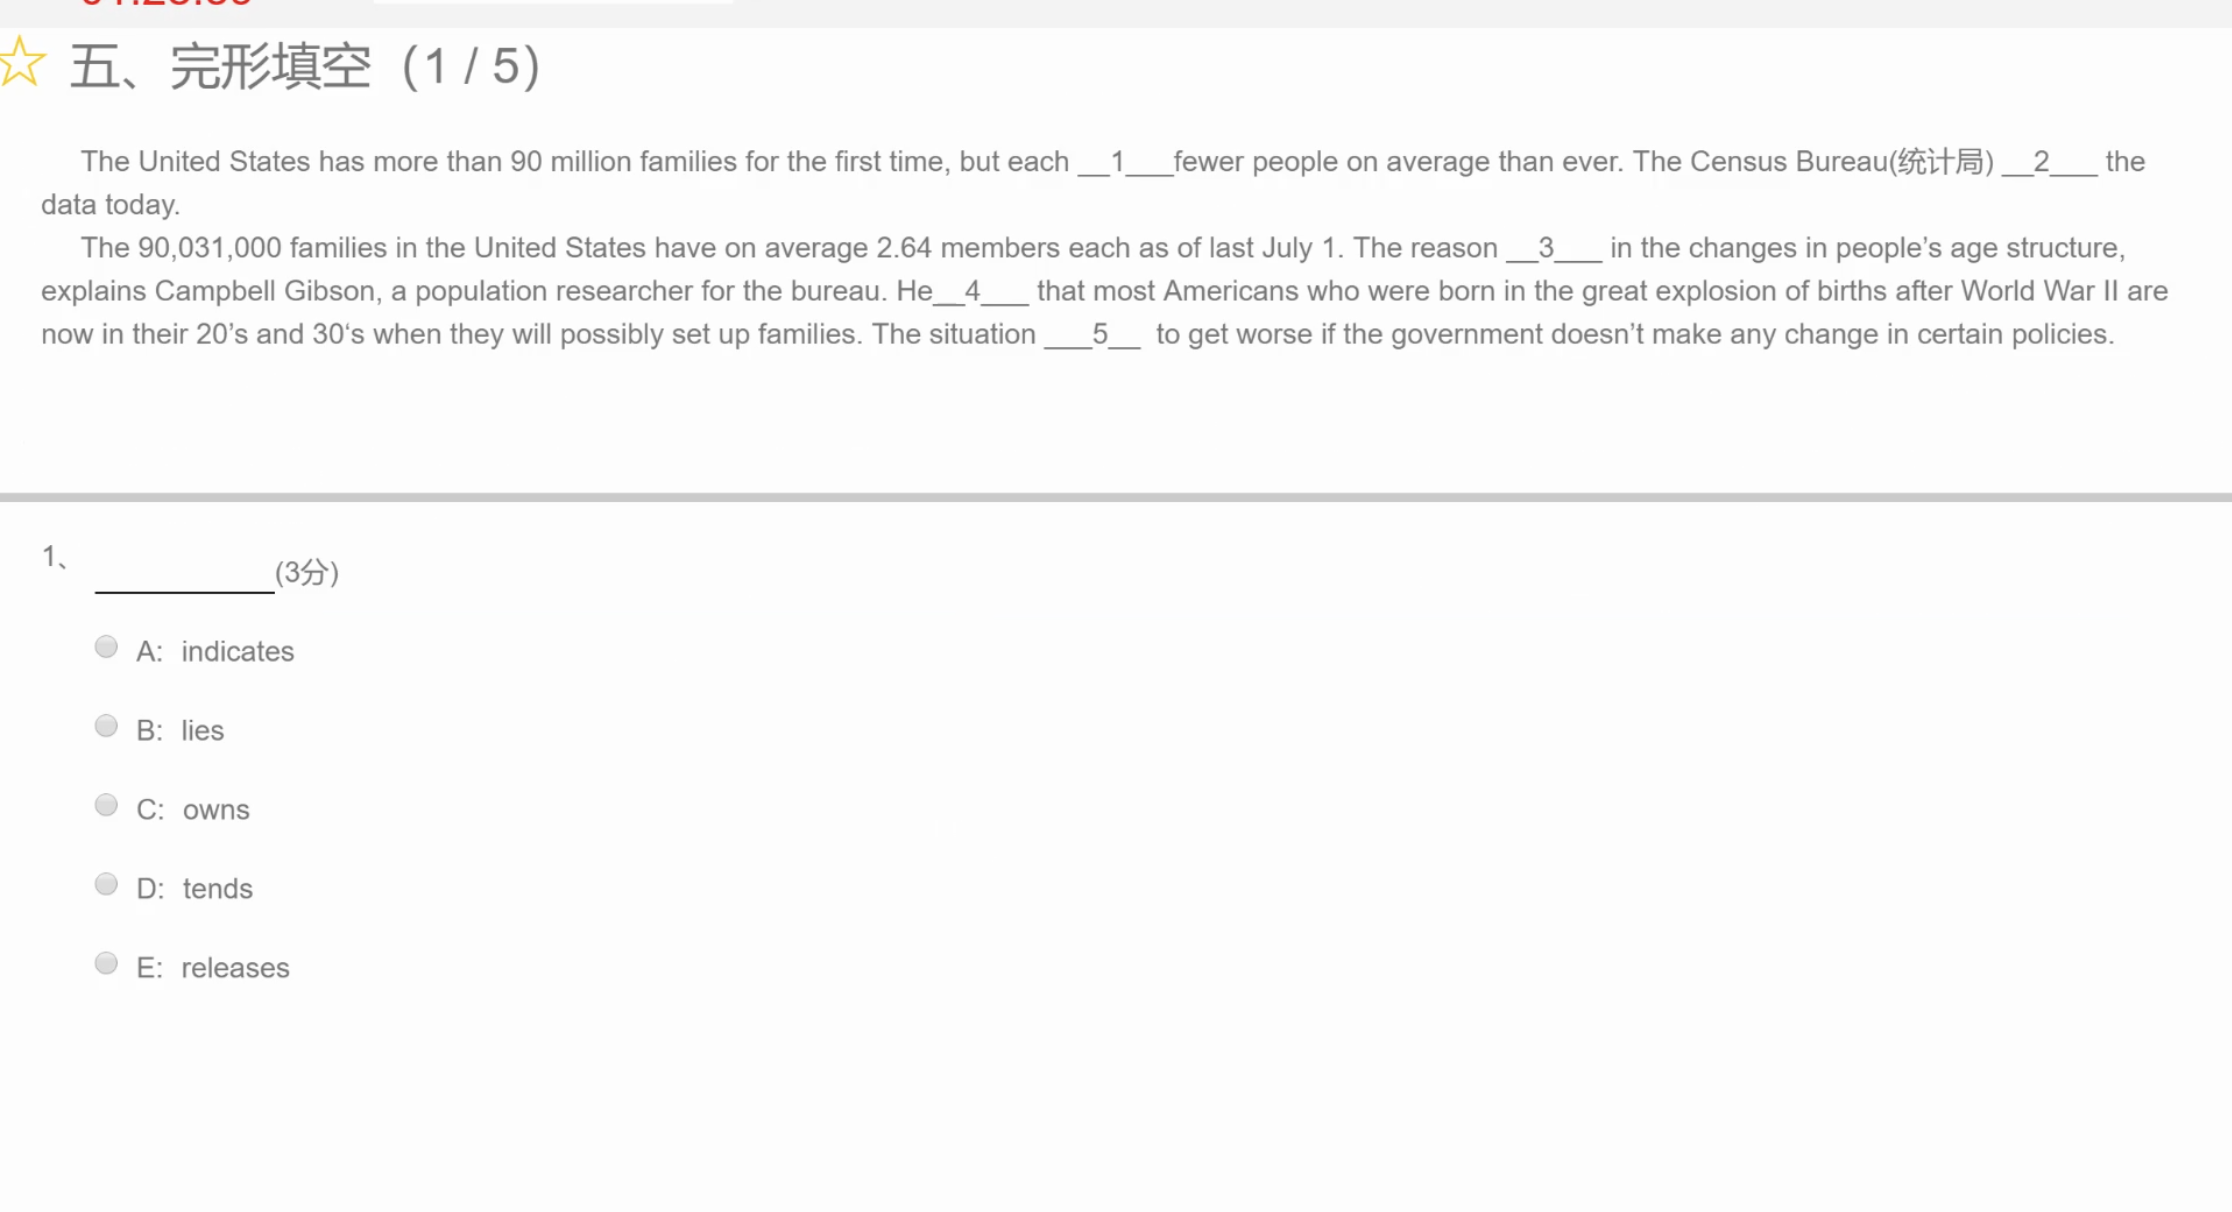 五、完形填空（1 / 5）
The United States has more than 90 million families for the first time, but each __1___fewer people on average than ever. The Census Bureau(统计局) __2___ the
data today.
The 90,031,000 families in the United States have on average 2.64 members each as of last July 1. The reason __3___ in the changes in people’s age structure,
explains Campbell Gibson, a population researcher for the bureau. He__4___ that most Americans who were born in the great explosion of births after World War II are
now in their 20’s and 30‘s when they will possibly set up families. The situation ___5__ to get worse if the government doesn’t make any change in certain policies.
1、
(3分)
A: indicates
B: lies
C: owns
D: tends
E: releases